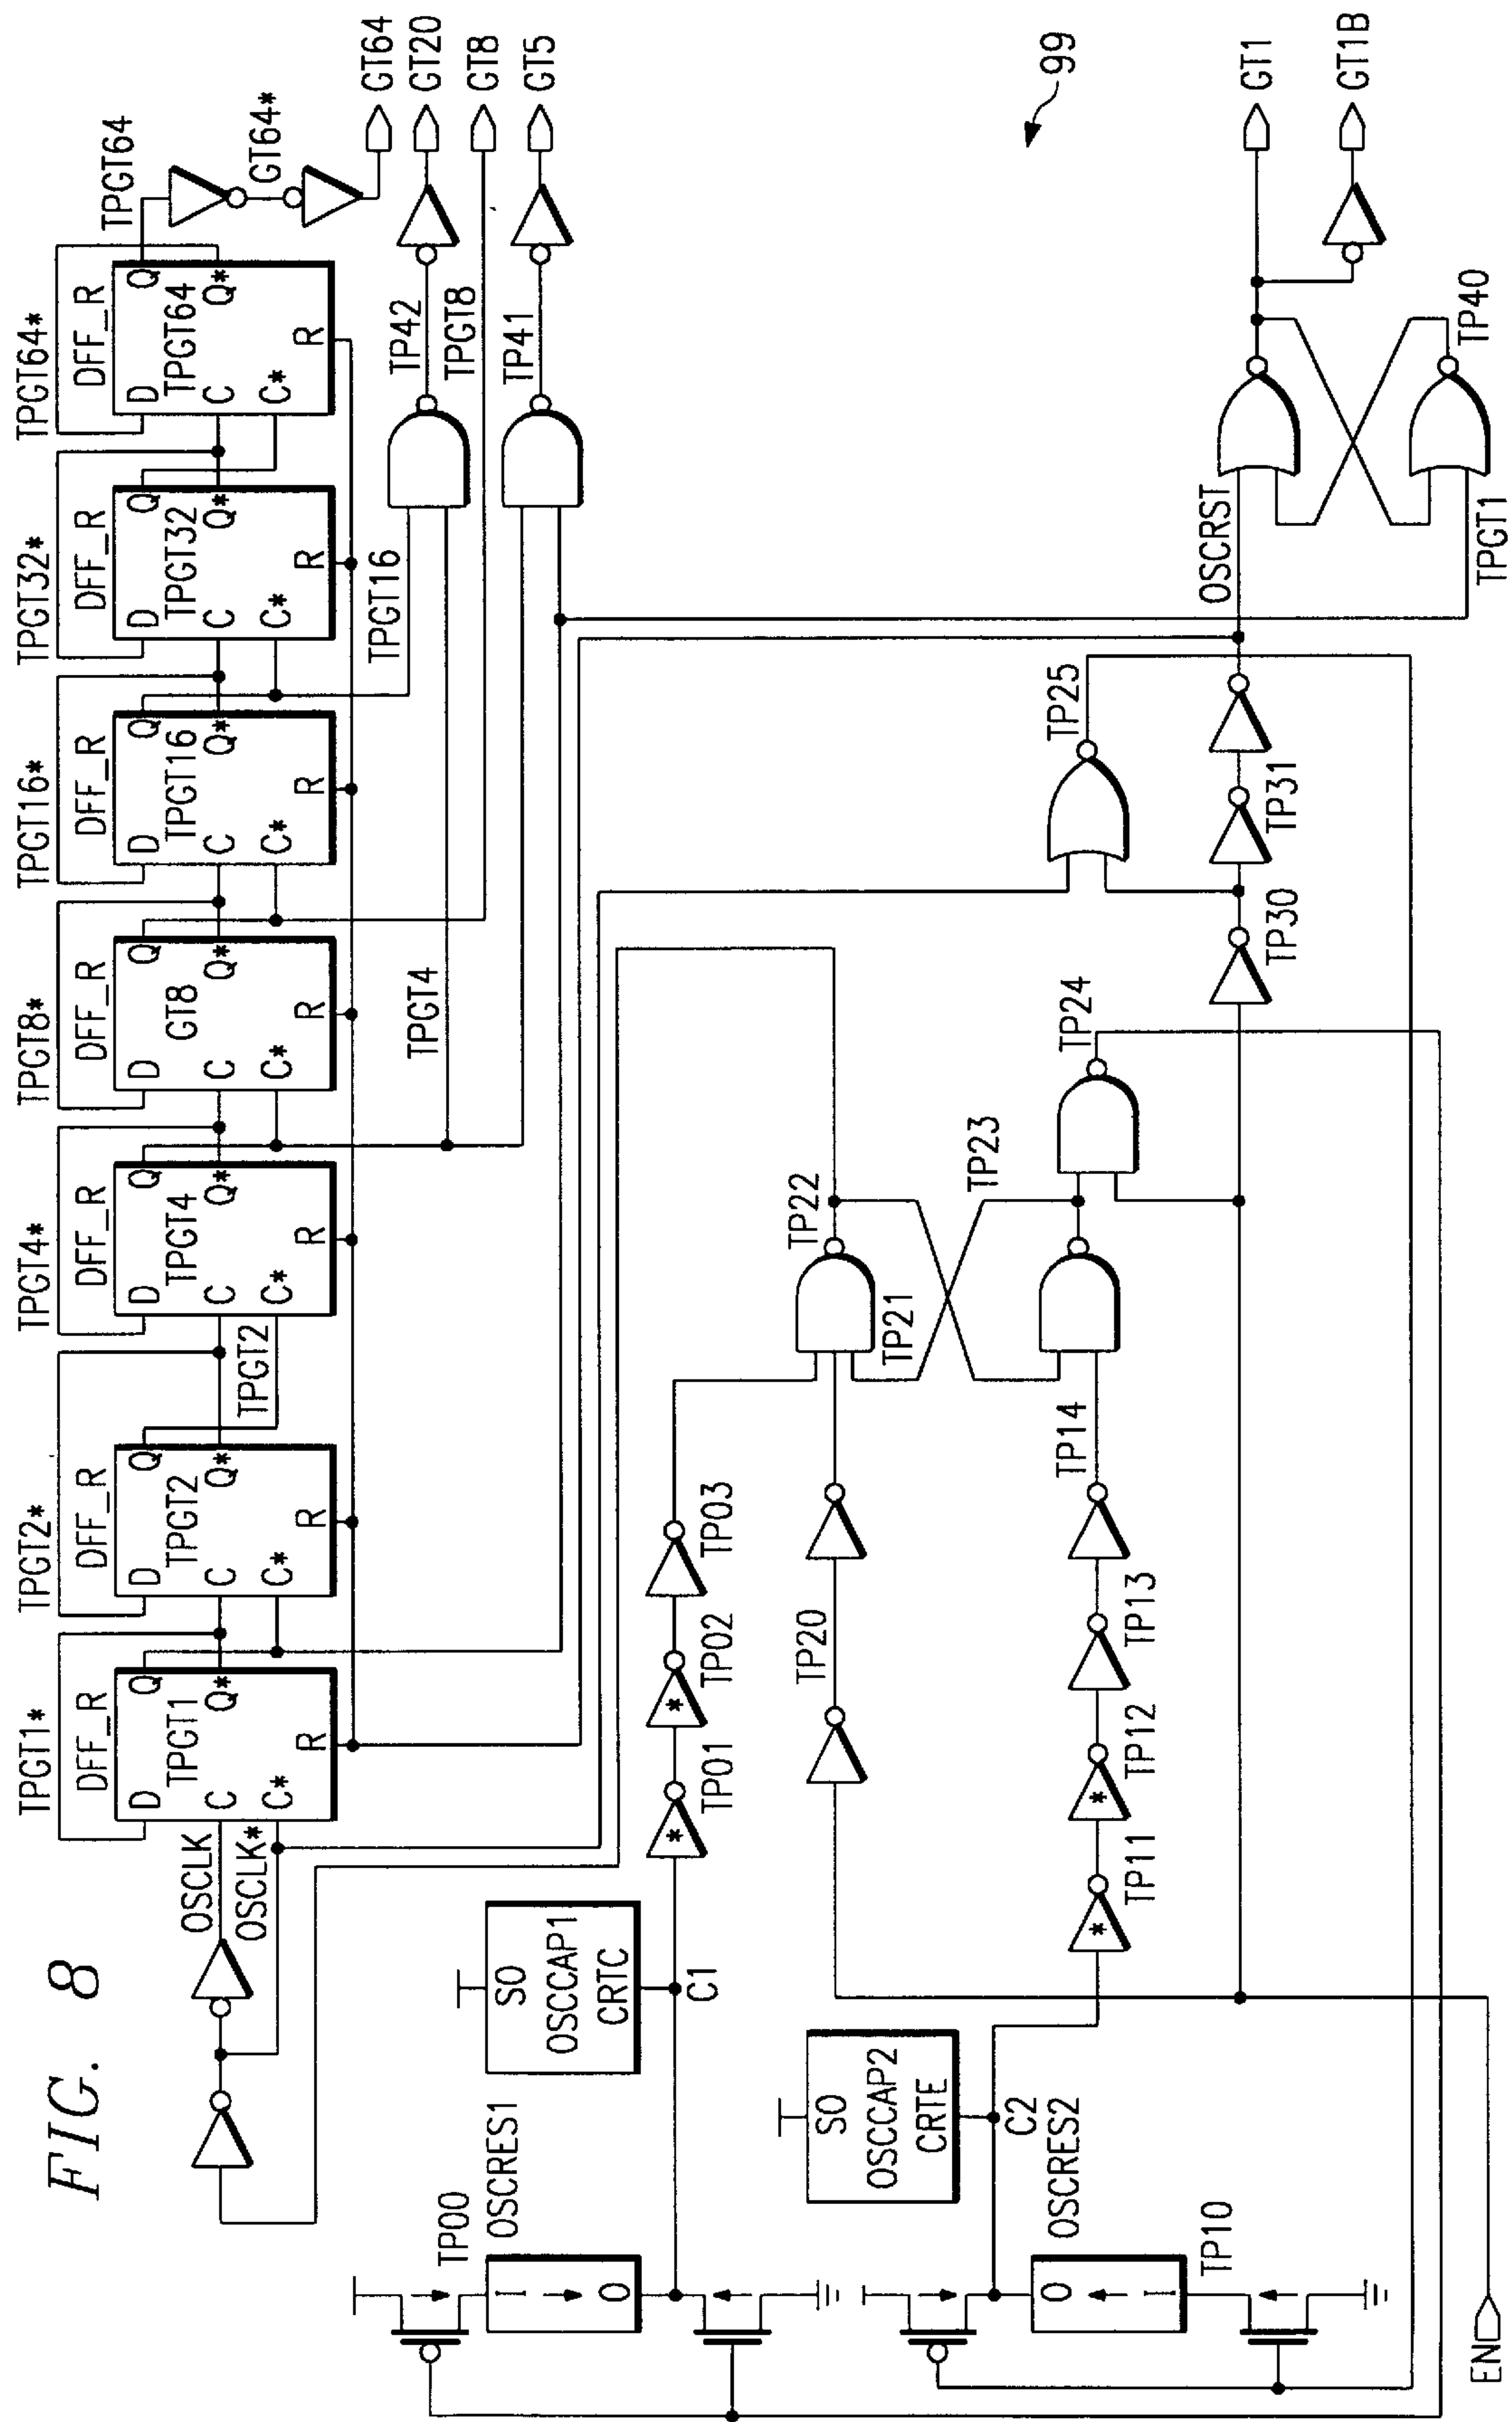 FIG. 8
TPGT1*
TPGT2*
TPGT4*
TPGT8*
TPGT16*
TPGT32*
TPGT64*
DFF_R
D
Q
TPGT1
C
Q*
C*
R
DFF_R
D
Q
TPGT2
C
Q*
C*
R
DFF_R
D
Q
TPGT4
C
Q*
C*
R
DFF_R
D
Q
GT8
C
Q*
C*
R
DFF_R
D
Q
TPGT16
C
Q*
C*
R
DFF_R
D
Q
TPGT32
C
Q*
C*
R
DFF_R
D
Q
TPGT64
C
Q*
C*
R
OSCLK
OSCLK*
TPGT2
TPGT64
GT64*
GT64
GT20
GT8
GT5
TPGT16
TPGT4
TP42
TPGT8
TP41
99
TP00
OSCRES1
I
O
SO
OSCCAP1
CRTC
C1
*
TP01
*
TP02
TP03
TP20
TP21
TP22
TP23
TP24
TP25
SO
OSCCAP2
CRTE
C2
OSCRES2
O
I
TP10
*
TP11
*
TP12
TP13
TP14
TP30
TP31
OSCRST
TPGT1
TP40
GT1
GT1B
EN